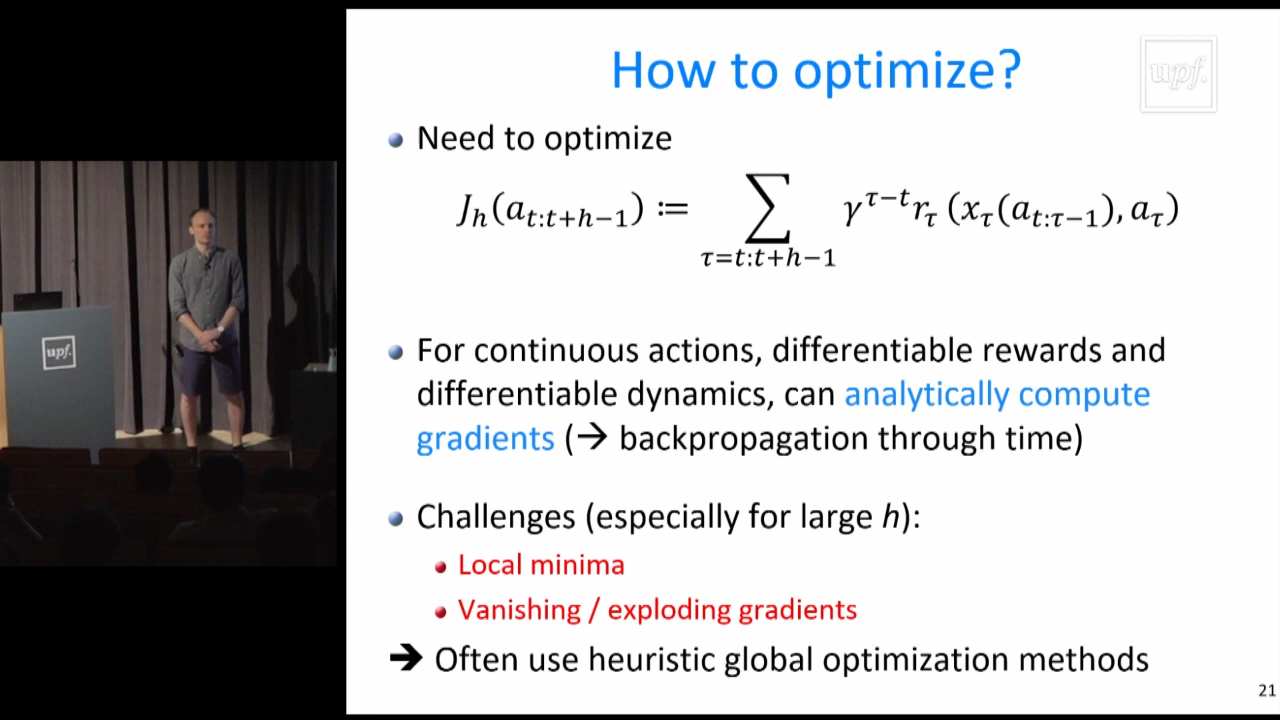 How to optimize?
upf.
Need to optimize
J_h(a_{t:t+h−1}) ≔ ∑_{τ=t:t+h−1} γ^{τ−t} r_τ (x_τ(a_{t:τ−1}), a_τ)
For continuous actions, differentiable rewards and
differentiable dynamics, can analytically compute
gradients (→ backpropagation through time)
upf.
Challenges (especially for large h):
Local minima
Vanishing / exploding gradients
➔ Often use heuristic global optimization methods
21